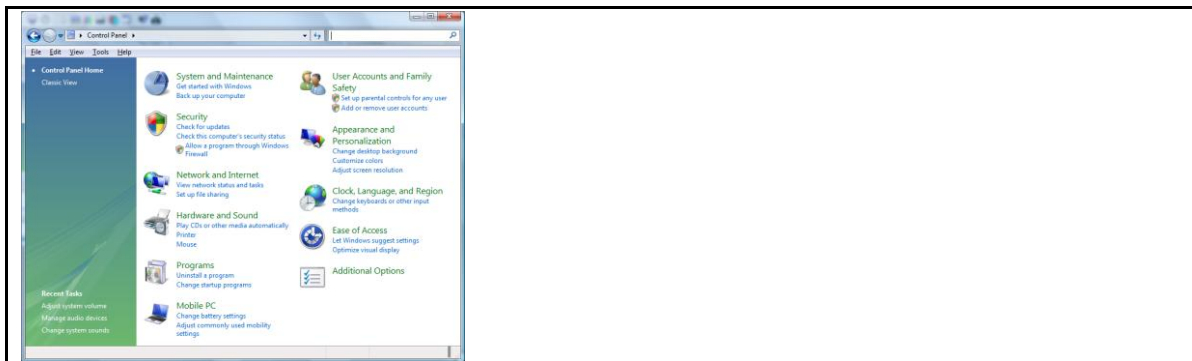 Control Panel
File Edit View Tools Help
Control Panel Home
Classic View
System and Maintenance
Get started with Windows
Back up your computer
Security
Check for updates
Check this computer's security status
Allow a program through Windows
Firewall
Network and Internet
View network status and tasks
Set up file sharing
Hardware and Sound
Play CDs or other media automatically
Printer
Mouse
Programs
Uninstall a program
Change startup programs
Mobile PC
Change battery settings
Adjust commonly used mobility
settings
User Accounts and Family
Safety
Set up parental controls for any user
Add or remove user accounts
Appearance and
Personalization
Change desktop background
Customize colors
Adjust screen resolution
Clock, Language, and Region
Change keyboards or other input
methods
Ease of Access
Let Windows suggest settings
Optimize visual display
Additional Options
Recent Tasks
Adjust system volume
Manage audio devices
Change system sounds